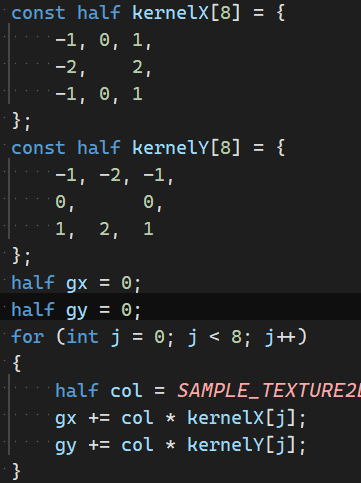 const half kernelX[8] = {
-1, 0, 1,
-2, 2,
-1, 0, 1
};
const half kernelY[8] = {
-1, -2, -1,
0, 0,
1, 2, 1
};
half gx = 0;
half gy = 0;
for (int j = 0; j < 8; j++)
{
half col = SAMPLE_TEXTURE2
gx += col * kernelX[j];
gy += col * kernelY[j];
}